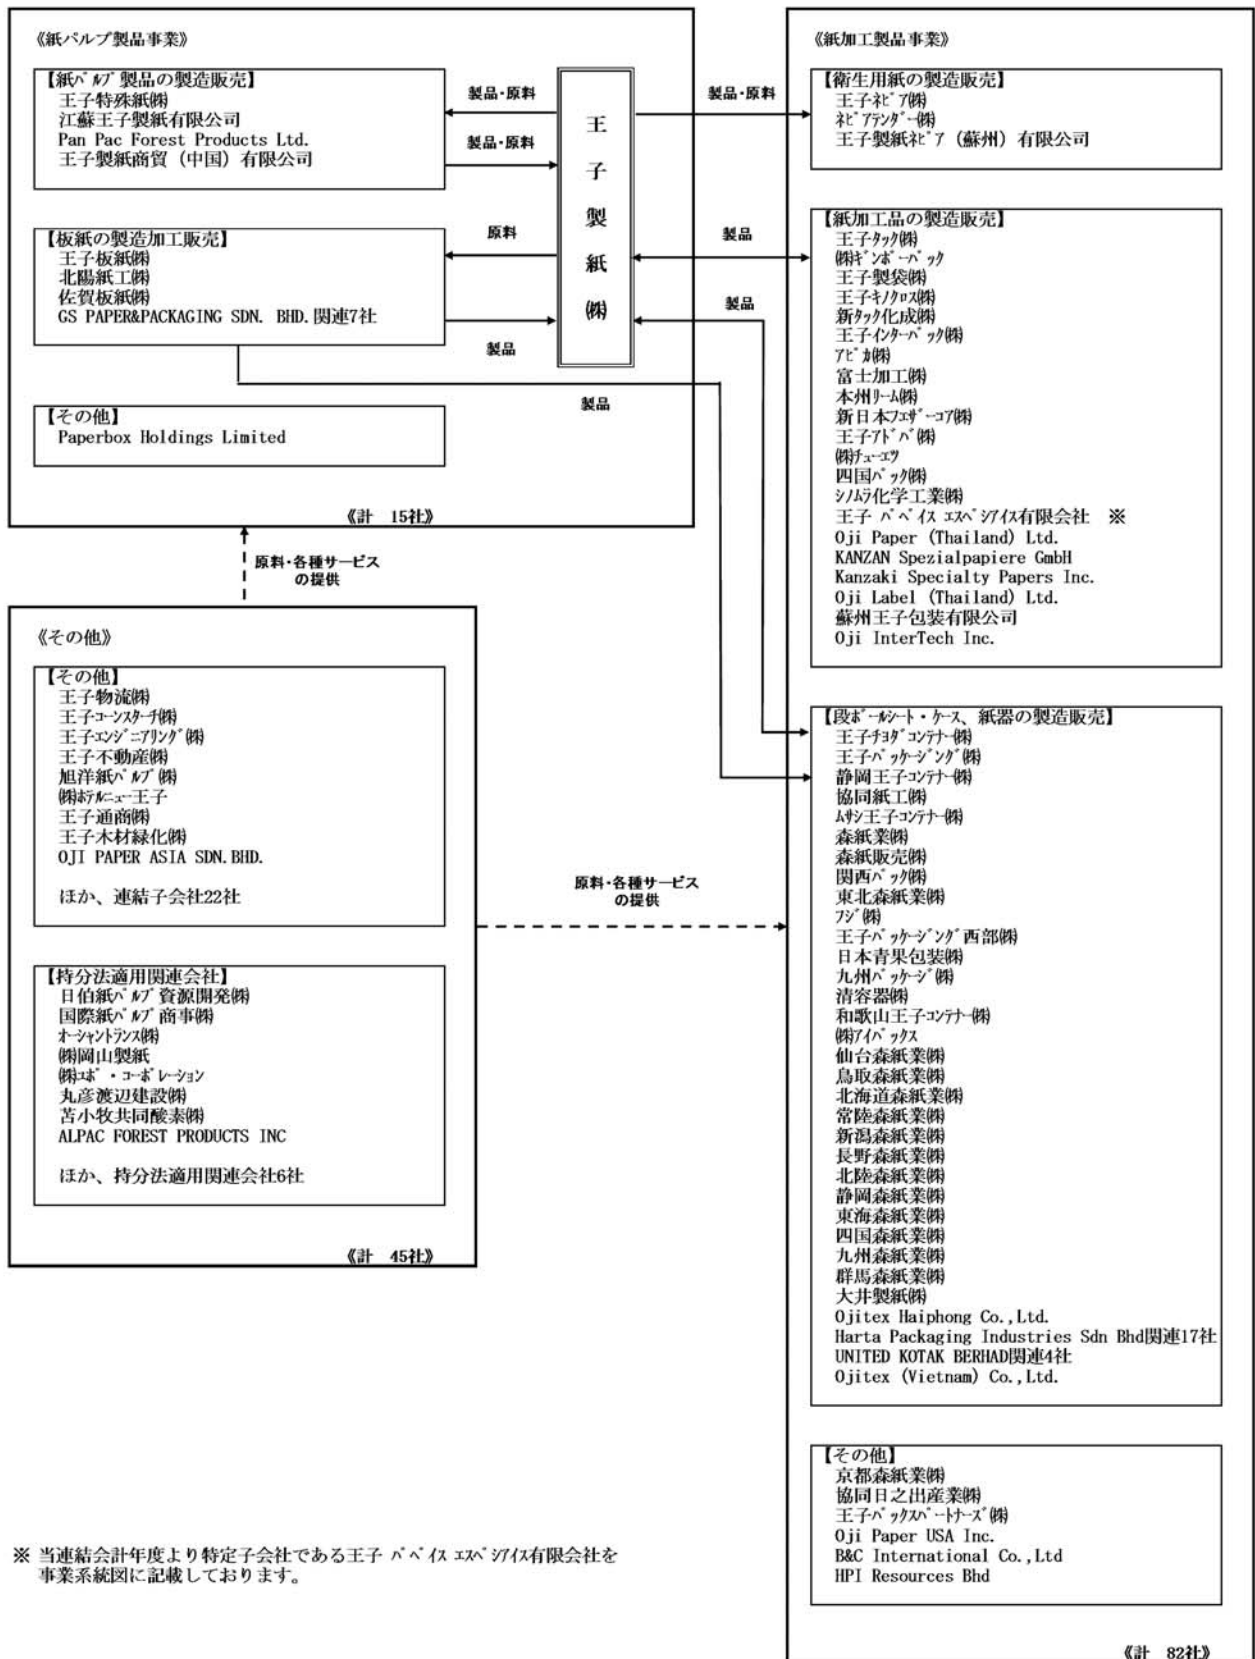 《紙パルプ製品事業》
【紙ﾊﾟﾙﾌﾟ製品の製造販売】
王子特殊紙㈱
江蘇王子製紙有限公司
Pan Pac Forest Products Ltd.
王子製紙商貿（中国）有限公司
【板紙の製造加工販売】
王子板紙㈱
北陽紙工㈱
佐賀板紙㈱
GS PAPER&PACKAGING SDN. BHD.関連7社
【その他】
Paperbox Holdings Limited
《計 15社》
製品・原料
製品・原料
原料
製品
製品
王子製紙㈱
製品・原料
製品
製品
原料・各種サービス
の提供
《その他》
【その他】
王子物流㈱
王子ｺｰﾝｽﾀｰﾁ㈱
王子ｴﾝｼﾞﾆｱﾘﾝｸﾞ㈱
王子不動産㈱
旭洋紙ﾊﾟﾙﾌﾟ㈱
㈱ﾎﾃﾙﾆｭｰ王子
王子通商㈱
王子木材緑化㈱
OJI PAPER ASIA SDN.BHD.
ほか、連結子会社22社
【持分法適用関連会社】
日伯紙ﾊﾟﾙﾌﾟ資源開発㈱
国際紙ﾊﾟﾙﾌﾟ商事㈱
ｵｰｼｬﾝﾄﾗﾝｽ㈱
㈱岡山製紙
㈱ｴﾎﾟ・ｺｰﾎﾟﾚｰｼｮﾝ
丸彦渡辺建設㈱
苫小牧共同酸素㈱
ALPAC FOREST PRODUCTS INC
ほか、持分法適用関連会社6社
《計 45社》
原料・各種サービス
の提供
《紙加工製品事業》
【衛生用紙の製造販売】
王子ﾈﾋﾟｱ㈱
ﾈﾋﾟｱﾃﾝﾀﾞｰ㈱
王子製紙ﾈﾋﾟｱ（蘇州）有限公司
【紙加工品の製造販売】
王子ﾀｯｸ㈱
㈱ｷﾞﾝﾎﾟｰﾊﾟｯｸ
王子製袋㈱
王子ｷﾉｸﾛｽ㈱
新ﾀｯｸ化成㈱
王子ｲﾝﾀｰﾊﾟｯｸ㈱
ｱﾋﾟｶ㈱
富士加工㈱
本州ﾘｰﾑ㈱
新日本ﾌｪｻﾞｰｺｱ㈱
王子ｱﾄﾞﾊﾞ㈱
㈱ﾁｭｰｴﾂ
四国ﾊﾟｯｸ㈱
ｼﾉﾑﾗ化学工業㈱
王子 ﾊﾟﾍﾟｲｽ ｴｽﾍﾟｼｱｲｽ有限会社 ※
Oji Paper (Thailand) Ltd.
KANZAN Spezialpapiere GmbH
Kanzaki Specialty Papers Inc.
Oji Label (Thailand) Ltd.
蘇州王子包装有限公司
Oji InterTech Inc.
【段ﾎﾞｰﾙｼｰﾄ・ｹｰｽ、紙器の製造販売】
王子ﾁﾖﾀﾞｺﾝﾃﾅｰ㈱
王子ﾊﾟｯｹｰｼﾞﾝｸﾞ㈱
静岡王子ｺﾝﾃﾅｰ㈱
協同紙工㈱
ﾑｻｼ王子ｺﾝﾃﾅｰ㈱
森紙業㈱
森紙販売㈱
関西ﾊﾟｯｸ㈱
東北森紙業㈱
ﾌｼﾞ㈱
王子ﾊﾟｯｹｰｼﾞﾝｸﾞ西部㈱
日本青果包装㈱
九州ﾊﾟｯｹｰｼﾞ㈱
清容器㈱
和歌山王子ｺﾝﾃﾅｰ㈱
㈱ｱｲﾊﾟｯｸｽ
仙台森紙業㈱
鳥取森紙業㈱
北海道森紙業㈱
常陸森紙業㈱
新潟森紙業㈱
長野森紙業㈱
北陸森紙業㈱
静岡森紙業㈱
東海森紙業㈱
四国森紙業㈱
九州森紙業㈱
群馬森紙業㈱
大井製紙㈱
Ojitex Haiphong Co.,Ltd.
Harta Packaging Industries Sdn Bhd関連17社
UNITED KOTAK BERHAD関連4社
Ojitex (Vietnam) Co.,Ltd.
【その他】
京都森紙業㈱
協同日之出産業㈱
王子ﾊﾟｯｸｽﾊﾟｰﾄﾅｰｽﾞ㈱
Oji Paper USA Inc.
B&C International Co.,Ltd
HPI Resources Bhd
《計 82社》
※ 当連結会計年度より特定子会社である王子 ﾊﾟﾍﾟｲｽ ｴｽﾍﾟｼｱｲｽ有限会社を
事業系統図に記載しております。